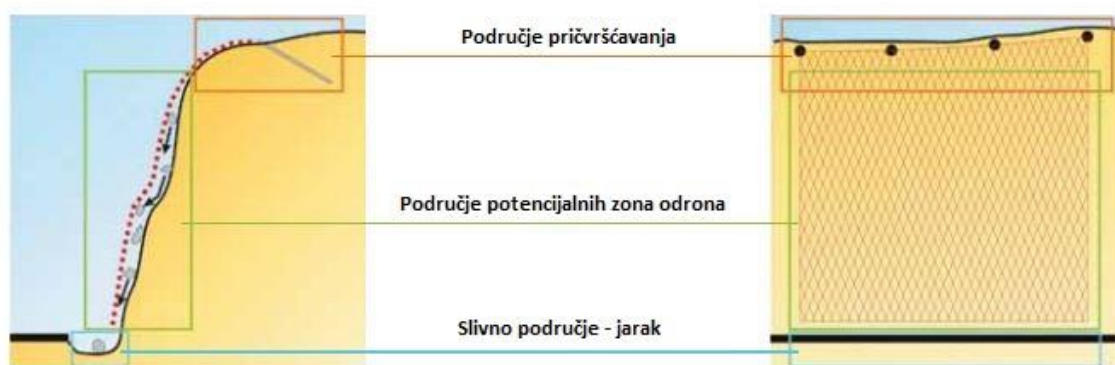 Područje pričvršćavanja
Područje potencijalnih zona odrona
Slivno područje - jarak